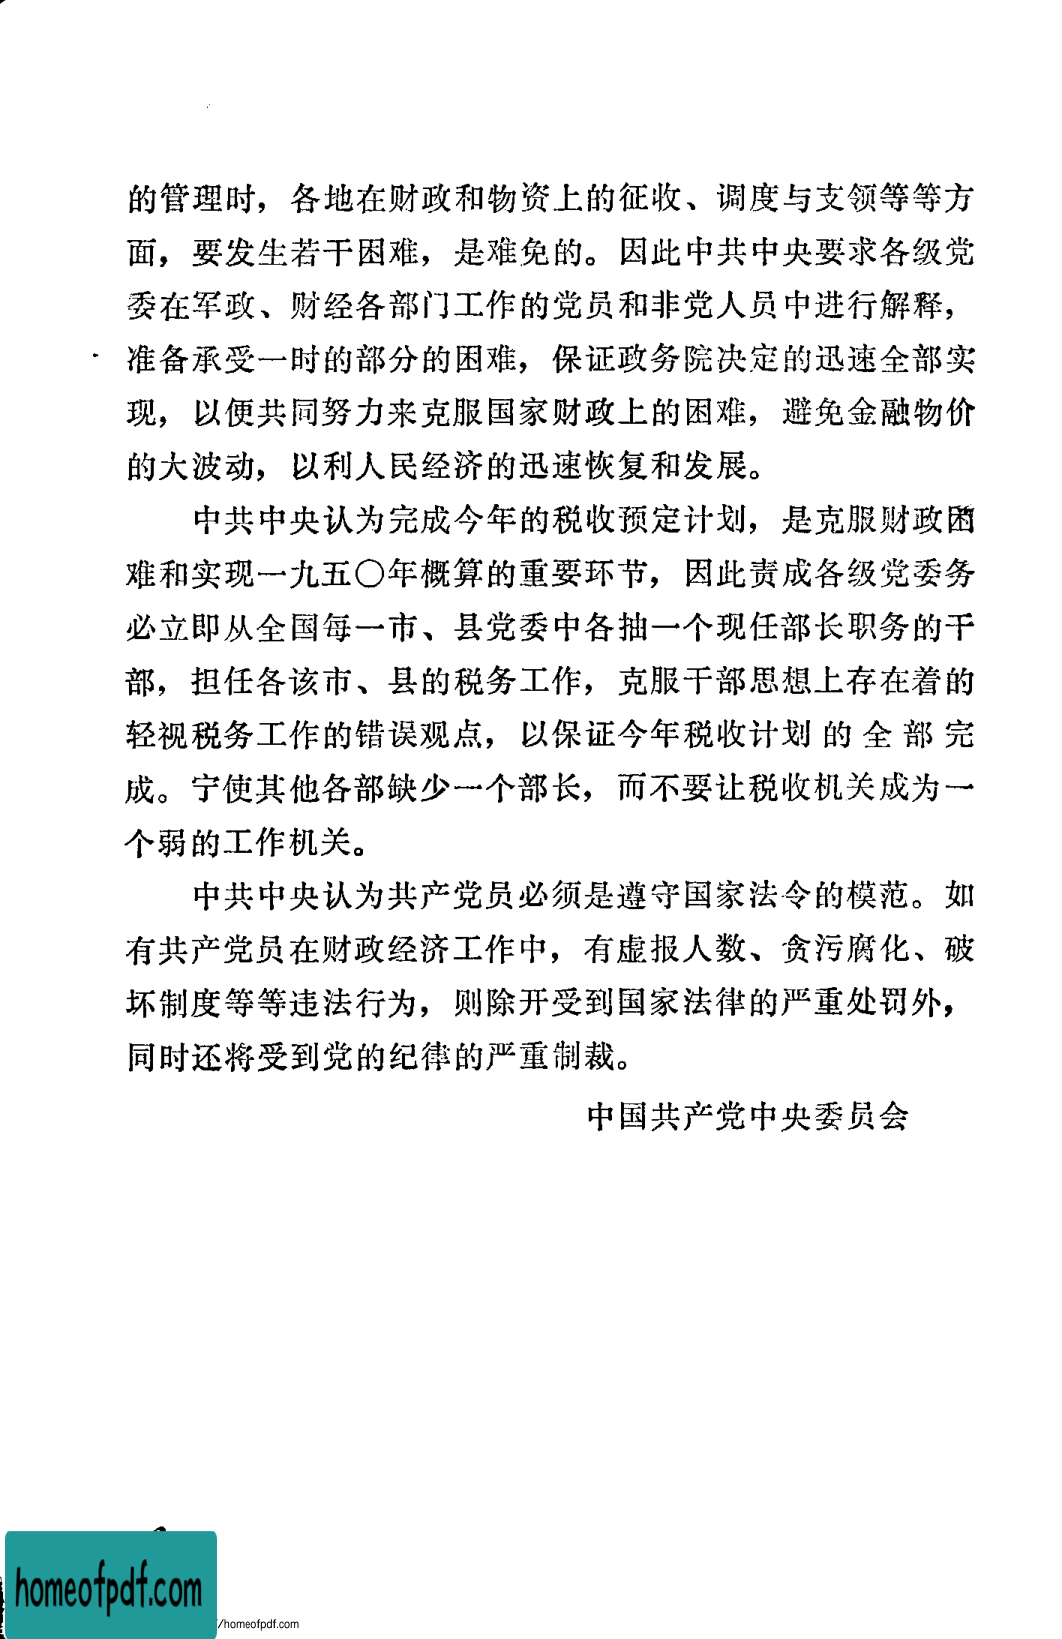 的管理时，各地在财政和物资上的征收、调度与支领等等方
面，要发生若干困难，是难免的。因此中共中央要求各级党
委在军政、财经各部门工作的党员和非党人员中进行解释，
准备承受一时的部分的困难，保证政务院决定的迅速全部实
现，以便共同努力来克服国家财政上的困难，避免金融物价
的大波动，以利人民经济的迅速恢复和发展。
中共中央认为完成今年的税收预定计划，是克服财政困
难和实现一九五〇年概算的重要环节，因此责成各级党委务
必立即从全国每一市、县党委中各抽一个现任部长职务的干
部，担任各该市、县的税务工作，克服干部思想上存在着的
轻视税务工作的错误观点，以保证今年税收计划的全部完
成。宁使其他各部缺少一个部长，而不要让税收机关成为一
个弱的工作机关。
中共中央认为共产党员必须是遵守国家法令的模范。如
有共产党员在财政经济工作中，有虚报人数、贪污腐化、破
坏制度等等违法行为，则除开受到国家法律的严重处罚外，
同时还将受到党的纪律的严重制裁。
中国共产党中央委员会
homeofpdf.com
/homeofpdf.com